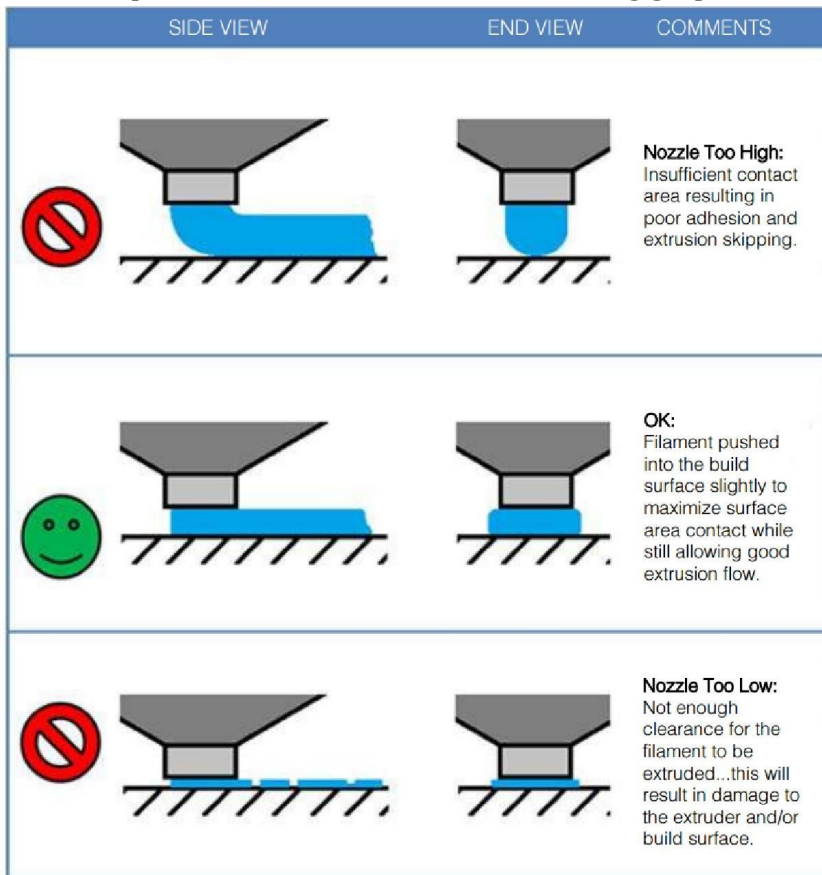 SIDE VIEW END VIEW COMMENTS
Nozzle Too High:
Insufficient contact
area resulting in
poor adhesion and
extrusion skipping.
OK:
Filament pushed
into the build
surface slightly to
maximize surface
area contact while
still allowing good
extrusion flow.
Nozzle Too Low:
Not enough
clearance for the
filament to be
extruded...this will
result in damage to
the extruder and/or
build surface.